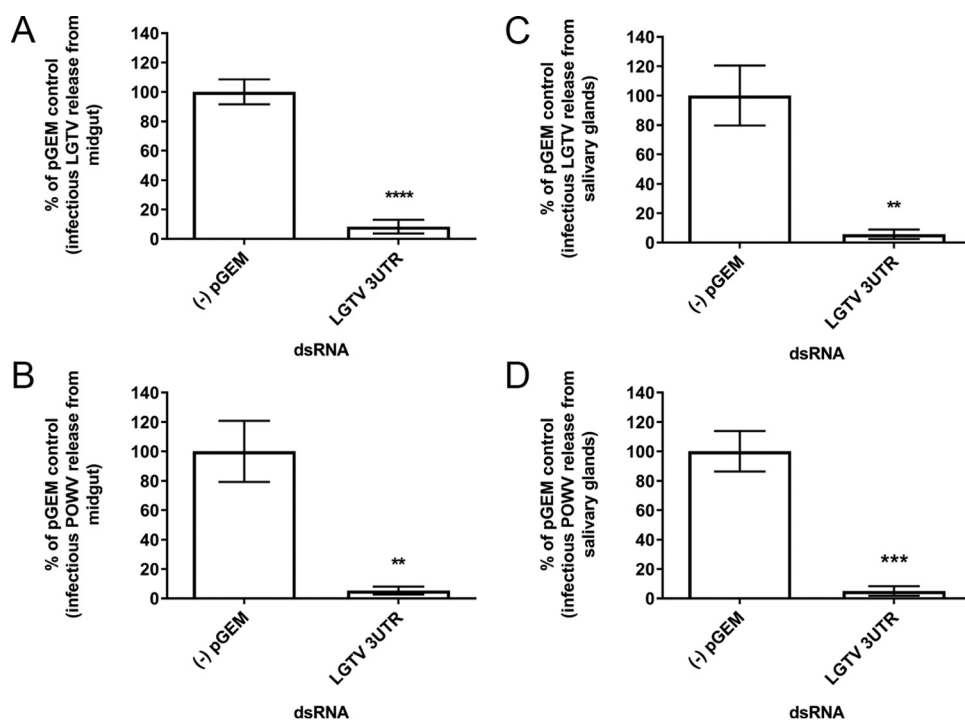 A
% of pGEM control
(infectious LGTV release from
midgut)
140
120
100
80
60
40
20
0
****
(-) pGEM
LGTV 3UTR
dsRNA
B
% of pGEM control
(infectious POWV release from
midgut)
140
120
100
80
60
40
20
0
**
(-) pGEM
LGTV 3UTR
dsRNA
C
% of pGEM control
(infectious LGTV release from
salivary glands)
140
120
100
80
60
40
20
0
**
(-) pGEM
LGTV 3UTR
dsRNA
D
% of pGEM control
(infectious POWV release from
salivary glands)
140
120
100
80
60
40
20
0
***
(-) pGEM
LGTV 3UTR
dsRNA